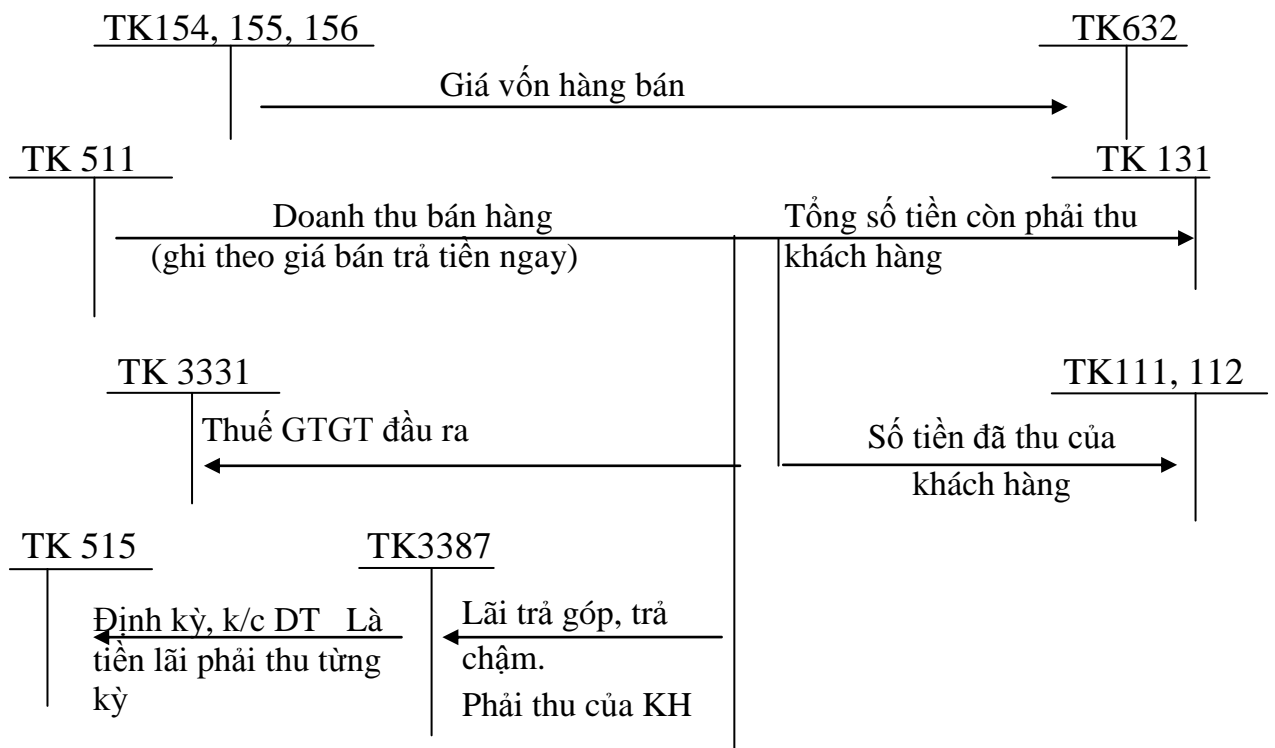 TK154, 155, 156
TK632
Giá vốn hàng bán
TK 511
TK 131
Doanh thu bán hàng
(ghi theo giá bán trả tiền ngay)
Tổng số tiền còn phải thu
khách hàng
TK 3331
TK111, 112
Thuế GTGT đầu ra
Số tiền đã thu của
khách hàng
TK 515
TK3387
Định kỳ, k/c DT Là
tiền lãi phải thu từng
kỳ
Lãi trả góp, trả
chậm.
Phải thu của KH